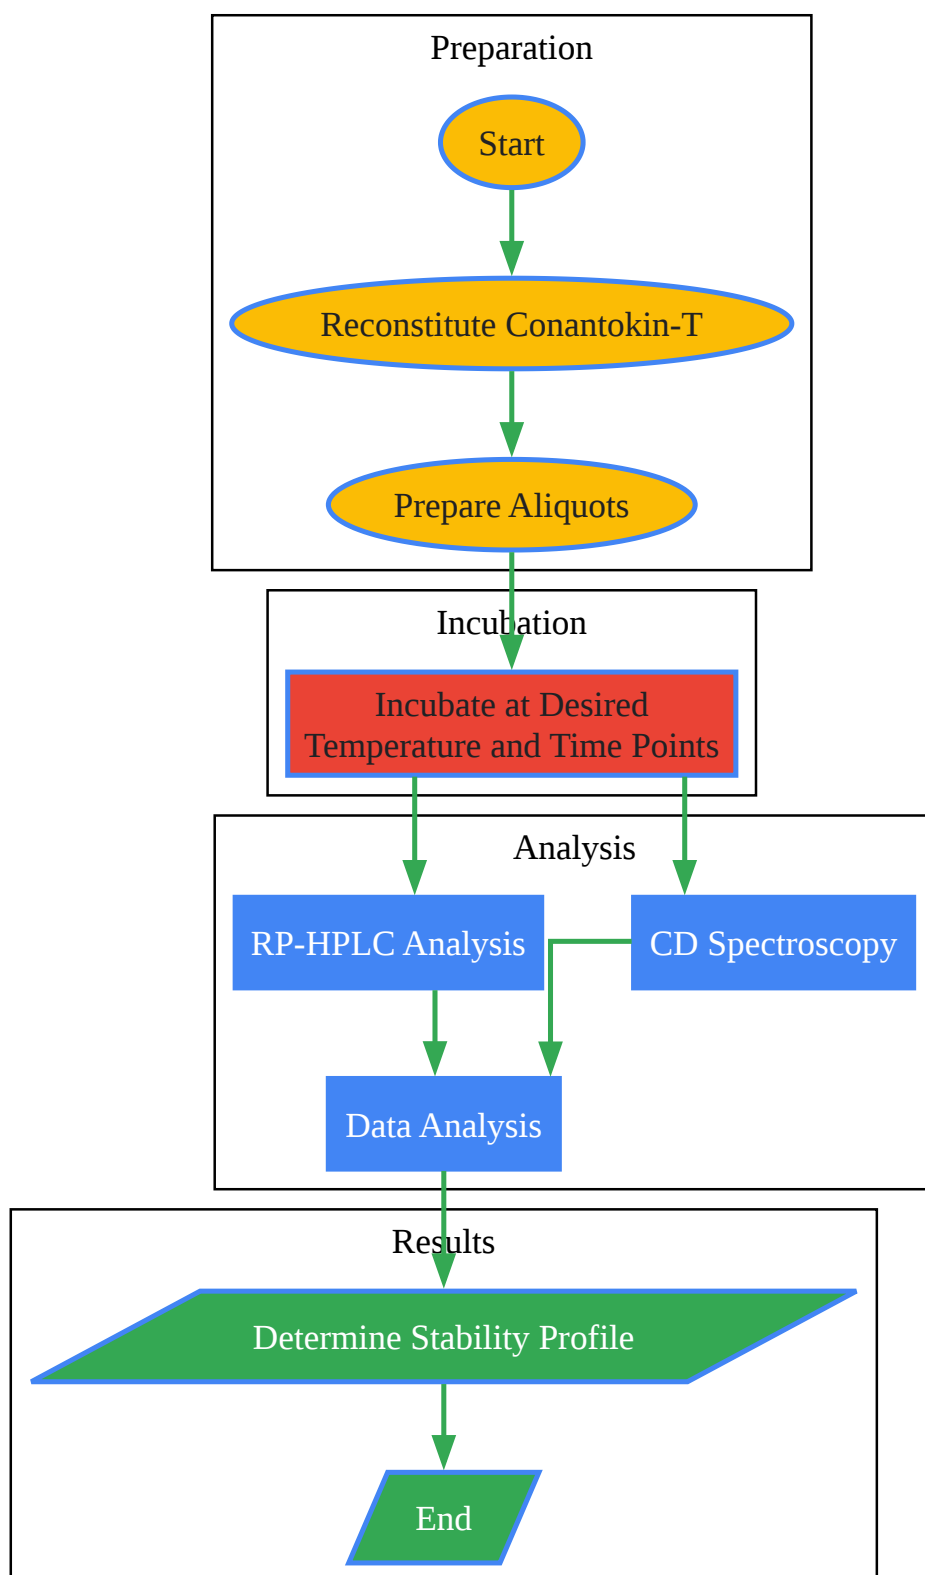 Preparation
Start
Reconstitute Conantokin-T
Prepare Aliquots
Incubation
Incubate at Desired
Temperature and Time Points
Analysis
RP-HPLC Analysis
CD Spectroscopy
Data Analysis
Results
Determine Stability Profile
End